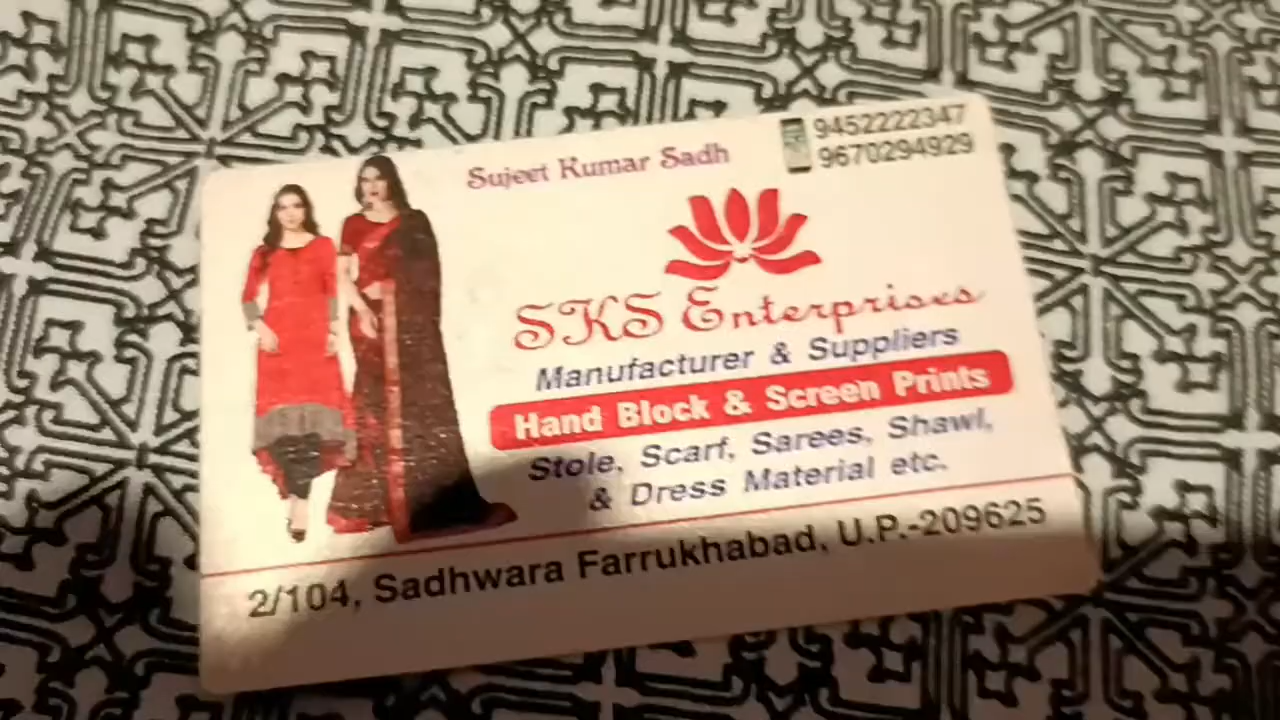 Sujeet Kumar Sadh
9452222347
9670294929
SKS Enterprises
Manufacturer & Suppliers
Hand Block & Screen Prints
Stole, Scarf, Sarees, Shawl,
& Dress Material etc.
2/104, Sadhwara Farrukhabad, U.P.-209625